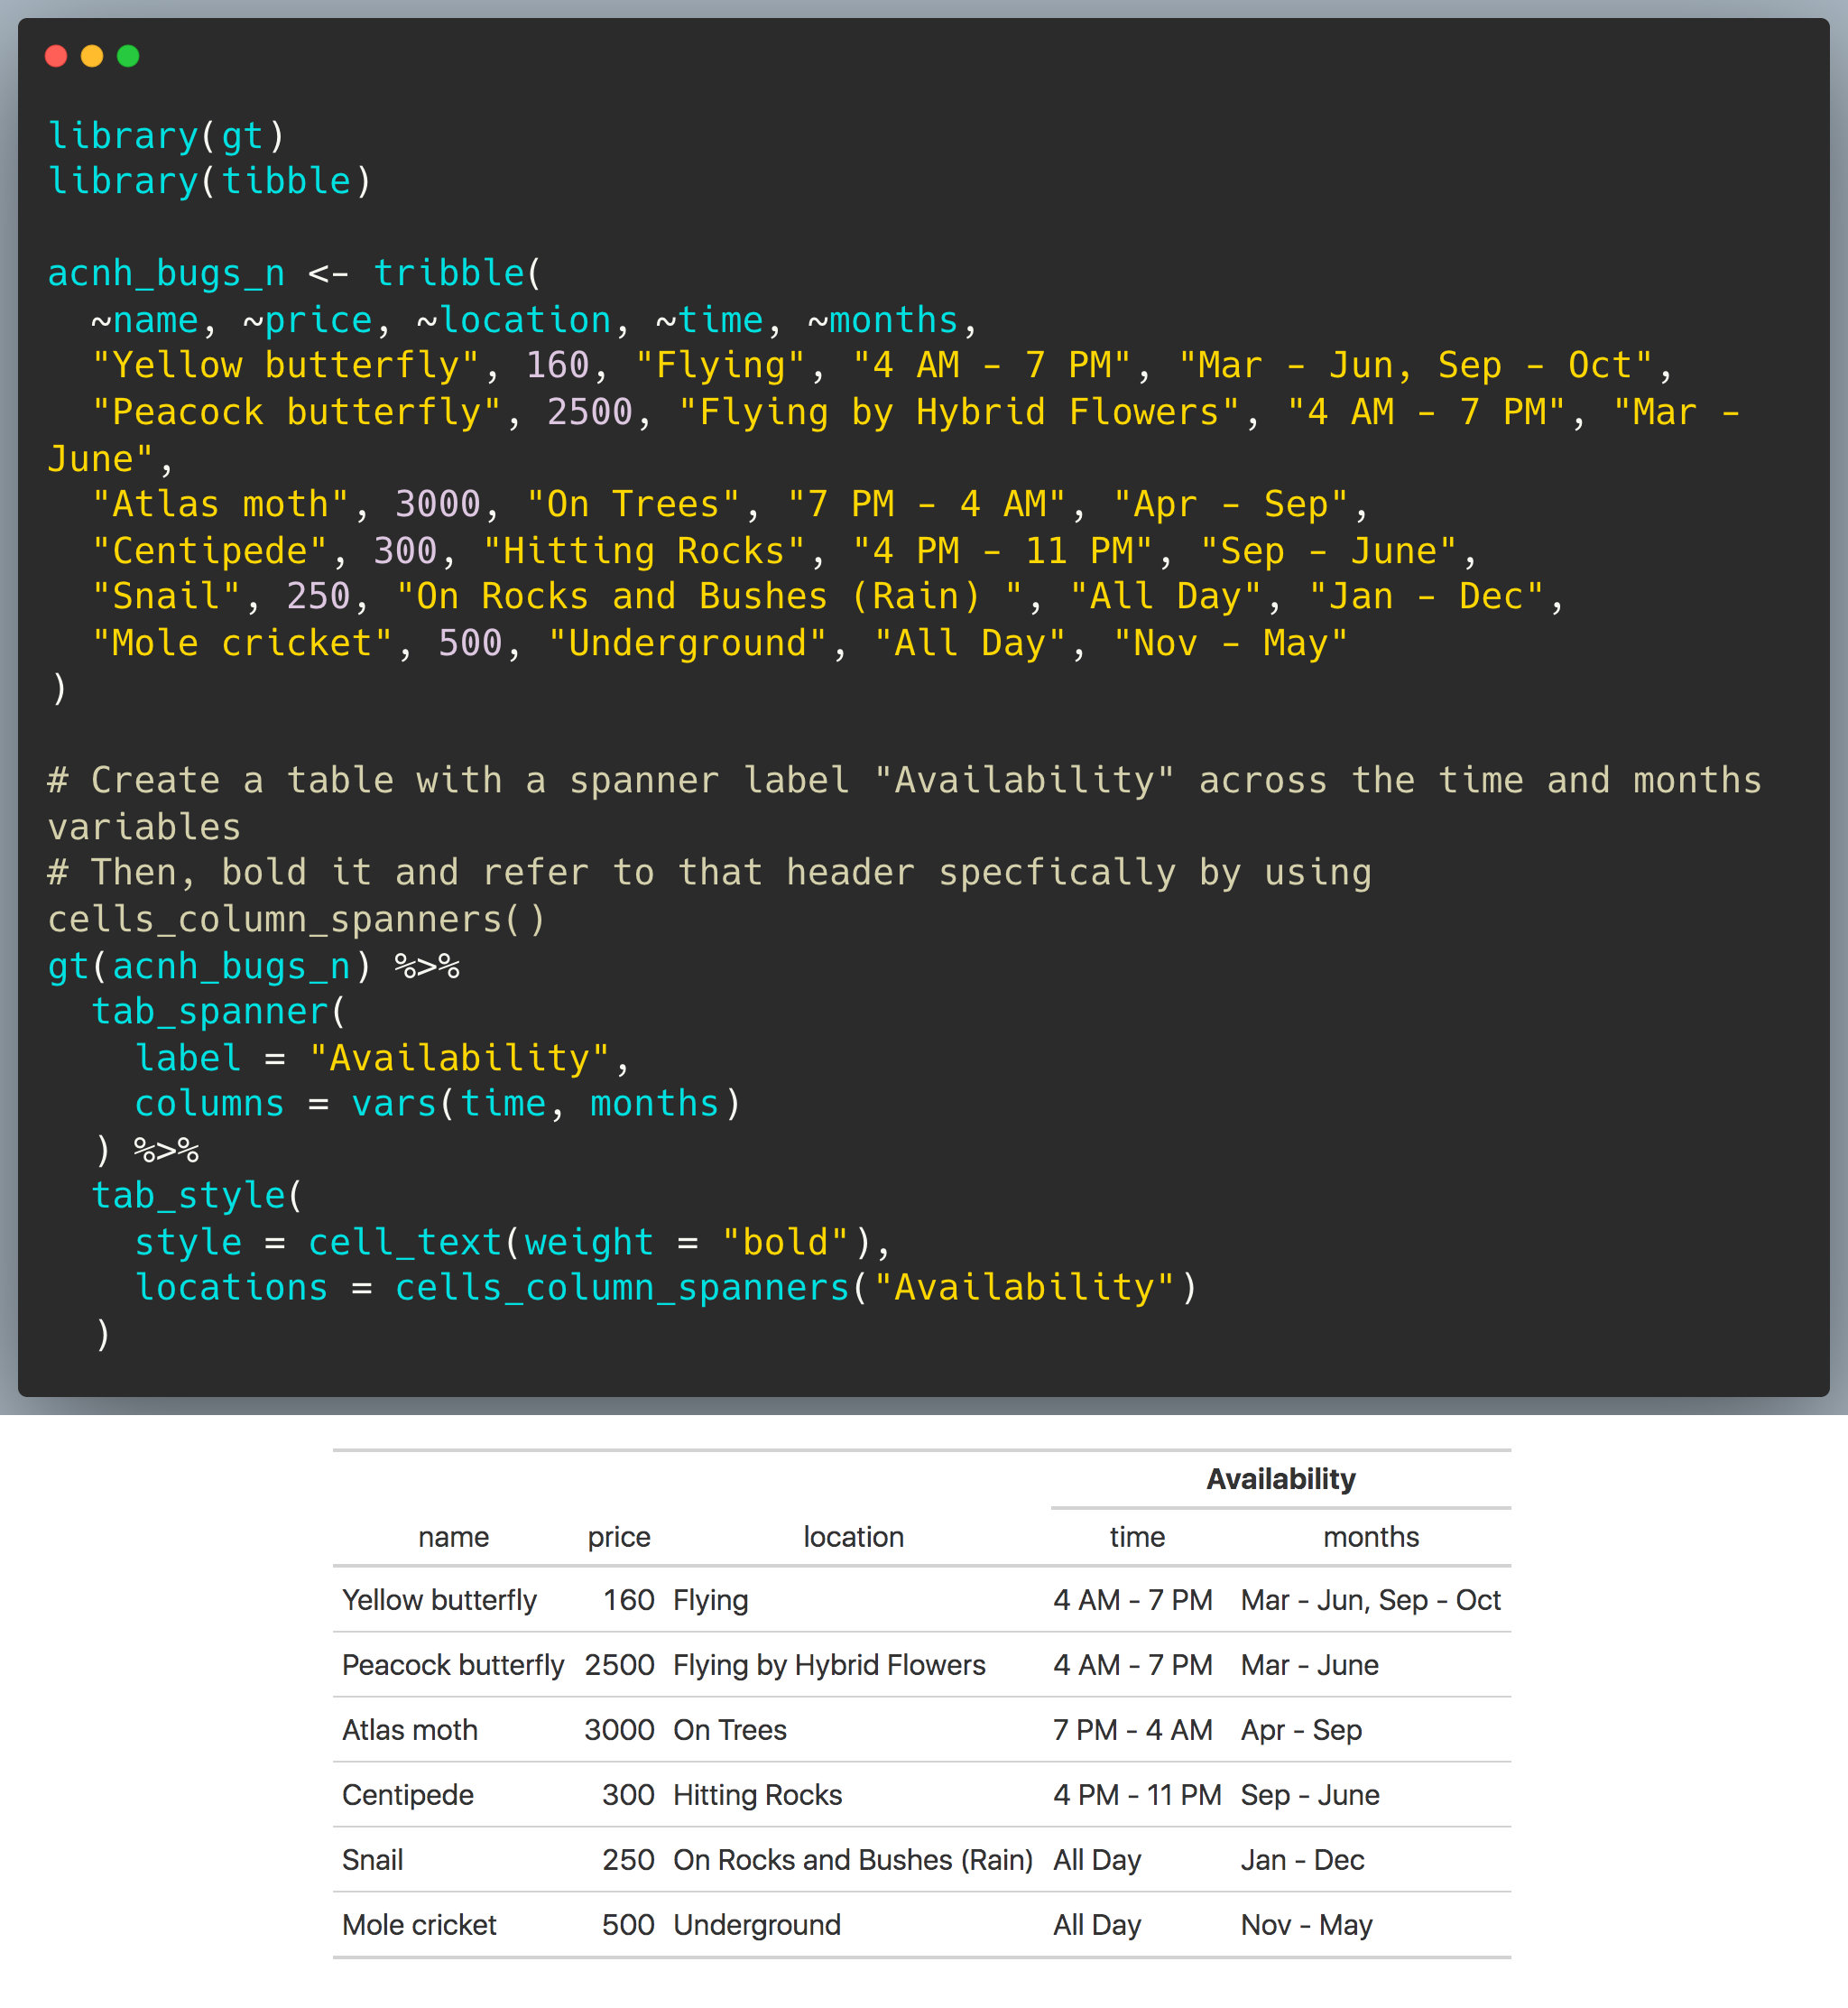 library(gt)
library(tibble)
acnh_bugs_n <- tribble(
  ~name, ~price, ~location, ~time, ~months,
  "Yellow butterfly", 160, "Flying", "4 AM - 7 PM", "Mar - Jun, Sep - Oct",
  "Peacock butterfly", 2500, "Flying by Hybrid Flowers", "4 AM - 7 PM", "Mar -
June",
  "Atlas moth", 3000, "On Trees", "7 PM - 4 AM", "Apr - Sep",
  "Centipede", 300, "Hitting Rocks", "4 PM - 11 PM", "Sep - June",
  "Snail", 250, "On Rocks and Bushes (Rain) ", "All Day", "Jan - Dec",
  "Mole cricket", 500, "Underground", "All Day", "Nov - May"
)
# Create a table with a spanner label "Availability" across the time and months
variables
# Then, bold it and refer to that header specfically by using
cells_column_spanners()
gt(acnh_bugs_n) %>%
  tab_spanner(
    label = "Availability",
    columns = vars(time, months)
  ) %>%
  tab_style(
    style = cell_text(weight = "bold"),
    locations = cells_column_spanners("Availability")
  )
Availability
name price location time months
Yellow butterfly 160 Flying 4 AM - 7 PM Mar - Jun, Sep - Oct
Peacock butterfly 2500 Flying by Hybrid Flowers 4 AM - 7 PM Mar - June
Atlas moth 3000 On Trees 7 PM - 4 AM Apr - Sep
Centipede 300 Hitting Rocks 4 PM - 11 PM Sep - June
Snail 250 On Rocks and Bushes (Rain) All Day Jan - Dec
Mole cricket 500 Underground All Day Nov - May